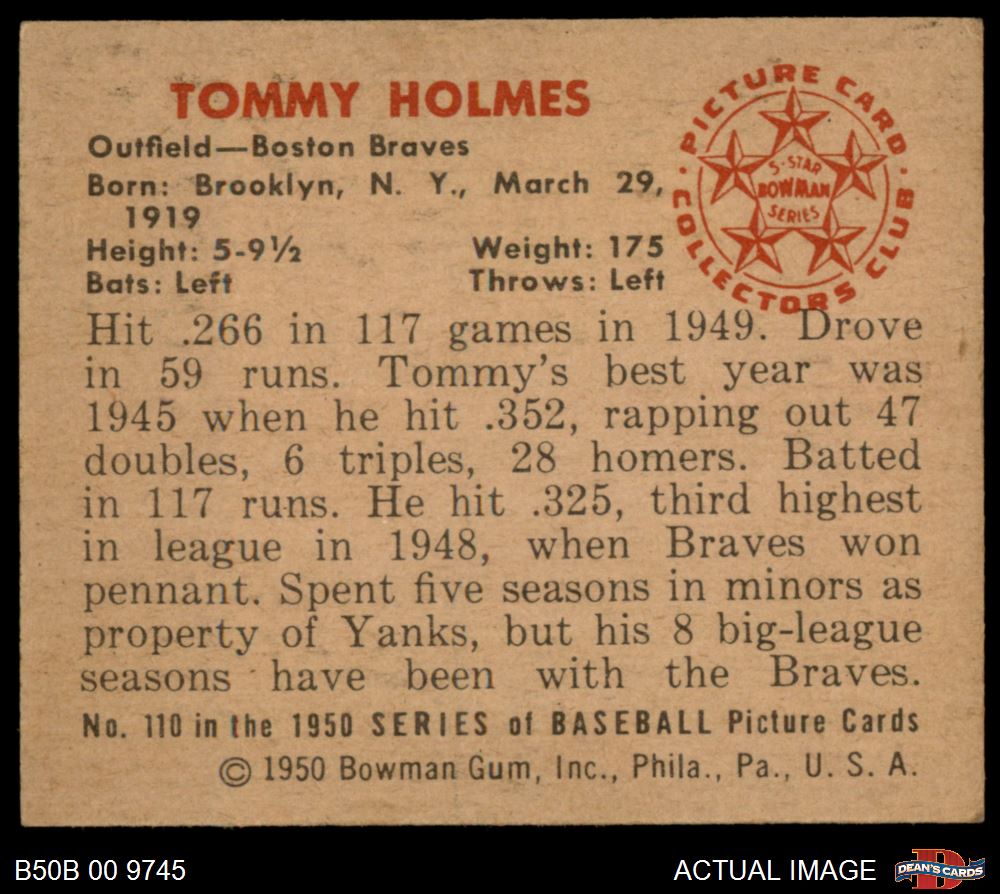 TOMMY HOLMES
Outfield—Boston Braves
Born: Brooklyn, N. Y., March 29,
1919
Height: 5-9½ Weight: 175
Bats: Left Throws: Left
PICTURE CARD
COLLECTORS CLUB
5-STAR
BOWMAN
SERIES
Hit .266 in 117 games in 1949. Drove
in 59 runs. Tommy's best year was
1945 when he hit .352, rapping out 47
doubles, 6 triples, 28 homers. Batted
in 117 runs. He hit .325, third highest
in league in 1948, when Braves won
pennant. Spent five seasons in minors as
property of Yanks, but his 8 big-league
seasons have been with the Braves.
No. 110 in the 1950 SERIES of BASEBALL Picture Cards
© 1950 Bowman Gum, Inc., Phila., Pa., U. S. A.
B50B 00 9745
ACTUAL IMAGE
D
DEAN'S CARDS